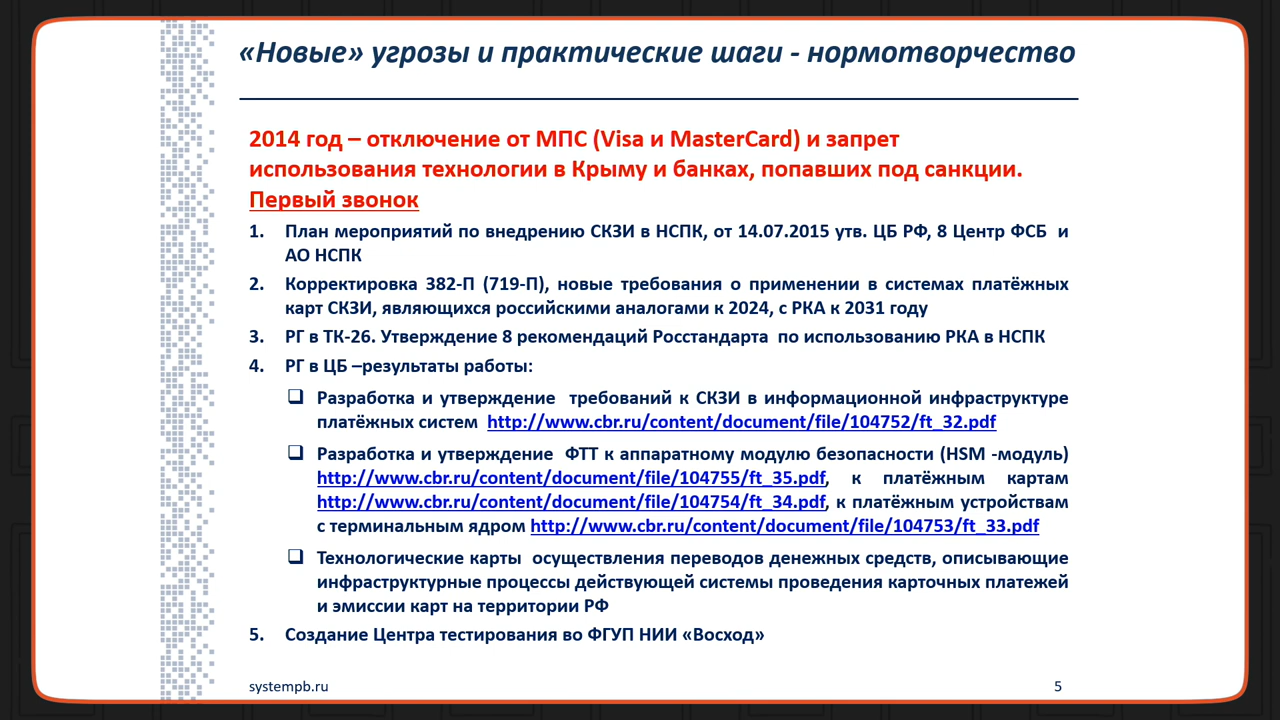 «Новые» угрозы и практические шаги - нормотворчество
2014 год – отключение от МПС (Visa и MasterCard) и запрет
использования технологии в Крыму и банках, попавших под санкции.
Первый звонок
1. План мероприятий по внедрению СКЗИ в НСПК, от 14.07.2015 утв. ЦБ РФ, 8 Центр ФСБ и
АО НСПК
2. Корректировка 382-П (719-П), новые требования о применении в системах платёжных
карт СКЗИ, являющихся российскими аналогами к 2024, с РКА к 2031 году
3. РГ в ТК-26. Утверждение 8 рекомендаций Росстандарта по использованию РКА в НСПК
4. РГ в ЦБ –результаты работы:
❑ Разработка и утверждение требований к СКЗИ в информационной инфраструктуре
платёжных систем http://www.cbr.ru/content/document/file/104752/ft_32.pdf
❑ Разработка и утверждение ФТТ к аппаратному модулю безопасности (HSM -модуль)
http://www.cbr.ru/content/document/file/104755/ft_35.pdf, к платёжным картам
http://www.cbr.ru/content/document/file/104754/ft_34.pdf, к платёжным устройствам
с терминальным ядром http://www.cbr.ru/content/document/file/104753/ft_33.pdf
❑ Технологические карты осуществления переводов денежных средств, описывающие
инфраструктурные процессы действующей системы проведения карточных платежей
и эмиссии карт на территории РФ
5. Создание Центра тестирования во ФГУП НИИ «Восход»
systempb.ru 5